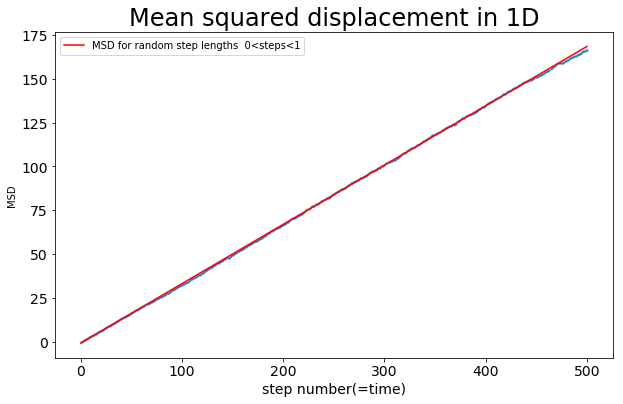 Mean squared displacement in 1D
MSD for random step lengths  0<steps<1
175
150
125
100
75
50
25
0
MSD
0 100 200 300 400 500
step number(=time)